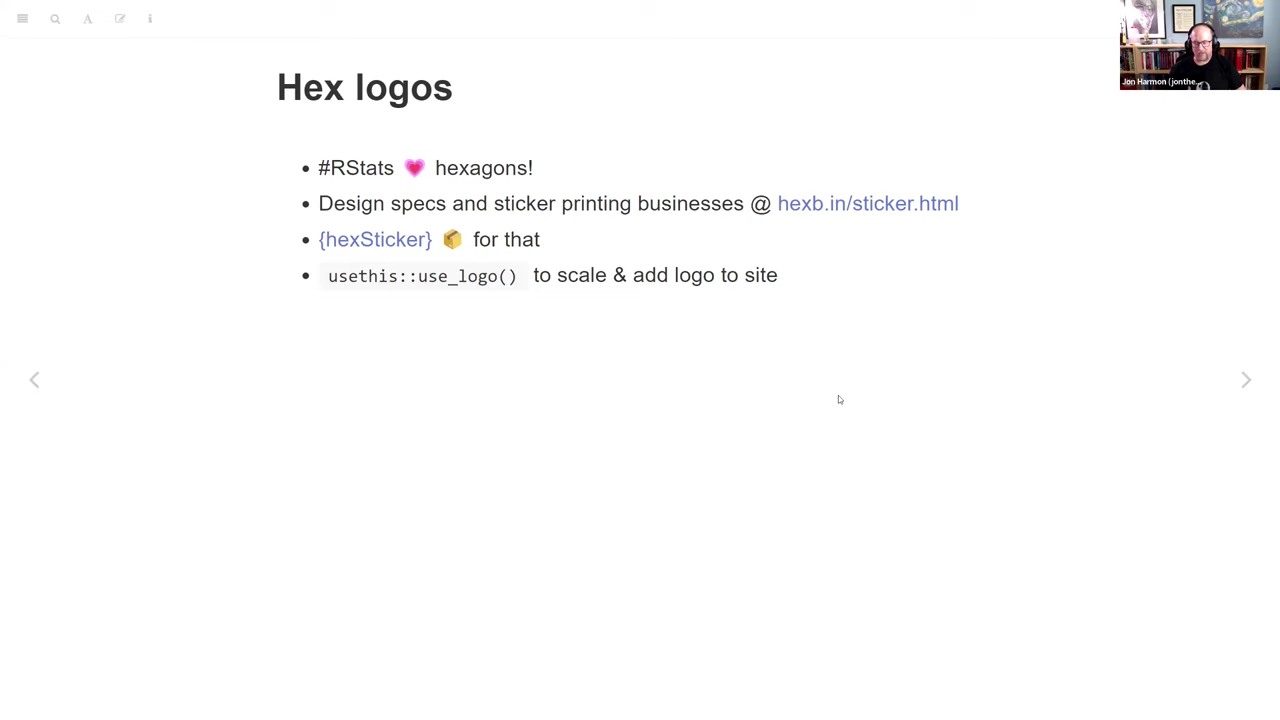 Jon Harmon (jonthe...
Hex logos
#RStats 💗 hexagons!
Design specs and sticker printing businesses @ hexb.in/sticker.html
{hexSticker} 📦 for that
usethis::use_logo() to scale & add logo to site